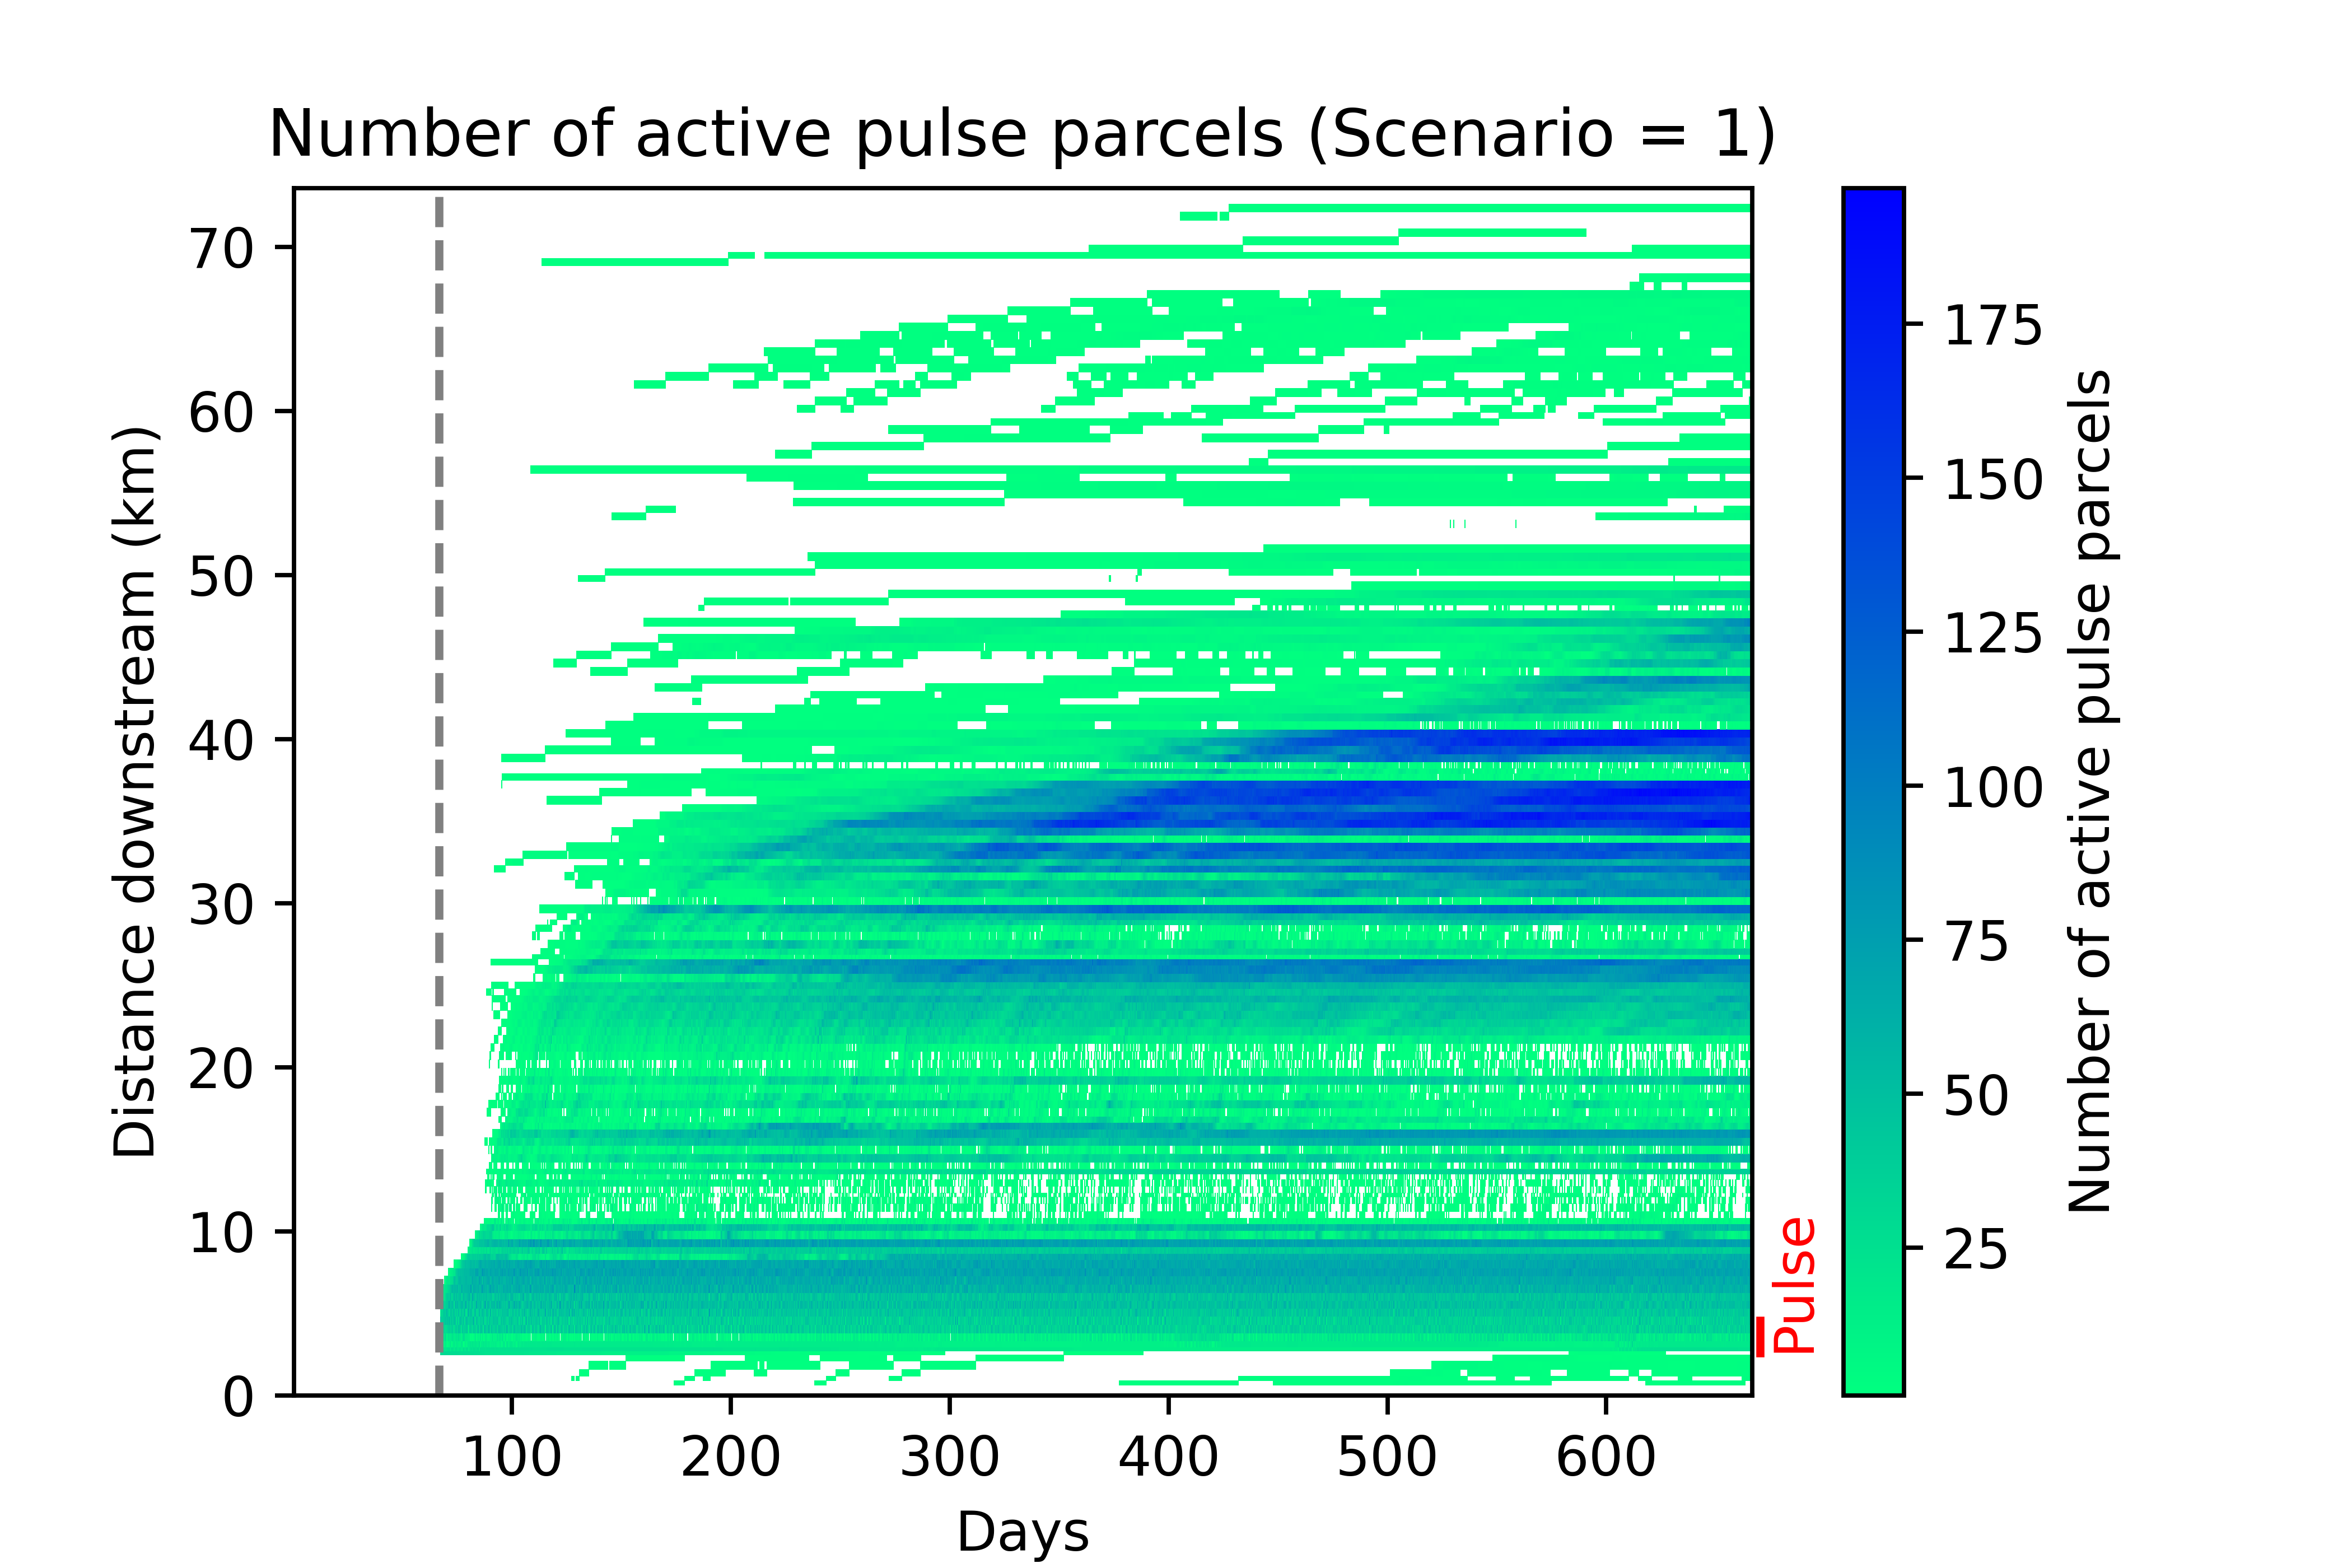 Number of active pulse parcels (Scenario = 1)
Distance downstream (km)
70
60
50
40
30
20
10
0
100 200 300 400 500 600
Days
Pulse
175
150
125
100
75
50
25
Number of active pulse parcels